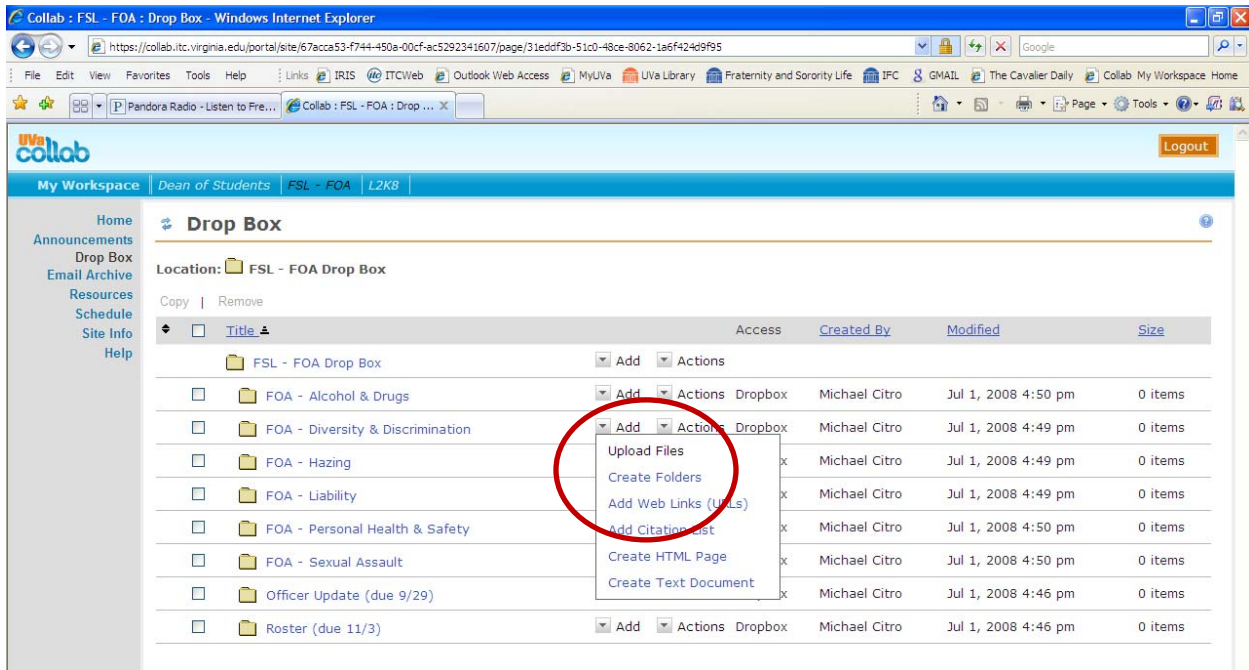 Collab : FSL - FOA : Drop Box - Windows Internet Explorer
https://collab.itc.virginia.edu/portal/site/67acca53-f744-450a-00cf-ac5292341607/page/31eddf3b-51c0-48ce-8062-1a6f424d9f95 Google
File Edit View Favorites Tools Help Links IRIS ITCWeb Outlook Web Access MyUVa UVa Library Fraternity and Sorority Life IFC GMAIL The Cavalier Daily Collab My Workspace Home
Pandora Radio - Listen to Fre... Collab : FSL - FOA : Drop ... Page Tools
UVa collab Logout
My Workspace Dean of Students FSL - FOA L2K8
Home
Announcements
Drop Box
Email Archive
Resources
Schedule
Site Info
Help
Drop Box
Location: FSL - FOA Drop Box
Copy | Remove
Title Access Created By Modified Size
FSL - FOA Drop Box Add Actions
FOA - Alcohol & Drugs Add Actions Dropbox Michael Citro Jul 1, 2008 4:50 pm 0 items
FOA - Diversity & Discrimination Add Actions Dropbox Michael Citro Jul 1, 2008 4:49 pm 0 items
Upload Files
Create Folders
Add Web Links (URLs)
Add Citation List
Create HTML Page
Create Text Document
FOA - Hazing x Michael Citro Jul 1, 2008 4:49 pm 0 items
FOA - Liability x Michael Citro Jul 1, 2008 4:49 pm 0 items
FOA - Personal Health & Safety x Michael Citro Jul 1, 2008 4:50 pm 0 items
FOA - Sexual Assault x Michael Citro Jul 1, 2008 4:50 pm 0 items
Officer Update (due 9/29) x Michael Citro Jul 1, 2008 4:46 pm 0 items
Roster (due 11/3) Add Actions Dropbox Michael Citro Jul 1, 2008 4:46 pm 0 items